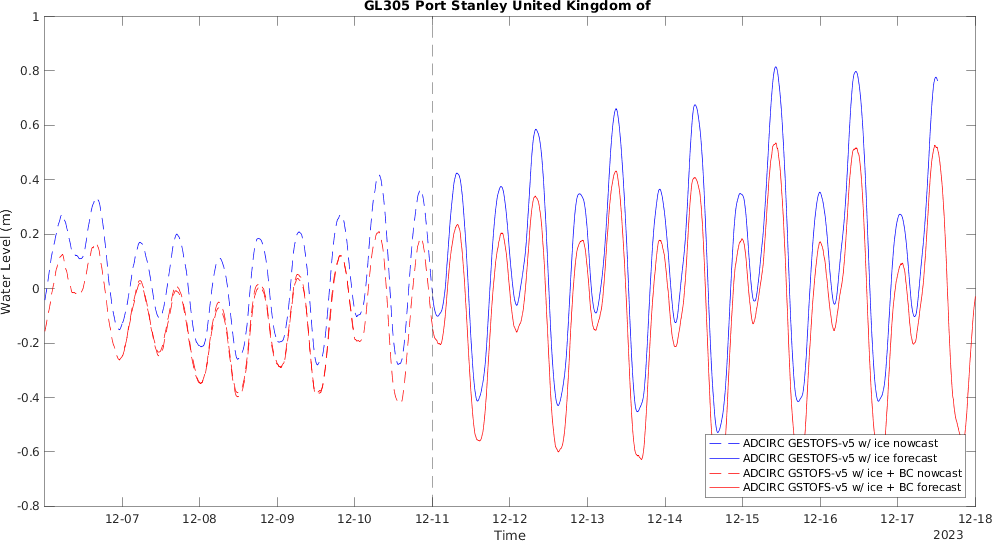 GL305 Port Stanley United Kingdom of
1
0.8
0.6
0.4
0.2
0
-0.2
-0.4
-0.6
-0.8
Water Level (m)
ADCIRC GESTOFS-v5 w/ ice nowcast
ADCIRC GESTOFS-v5 w/ ice forecast
ADCIRC GSTOFS-v5 w/ ice + BC nowcast
ADCIRC GSTOFS-v5 w/ ice + BC forecast
12-07 12-08 12-09 12-10 12-11 12-12 12-13 12-14 12-15 12-16 12-17 12-18
Time
2023